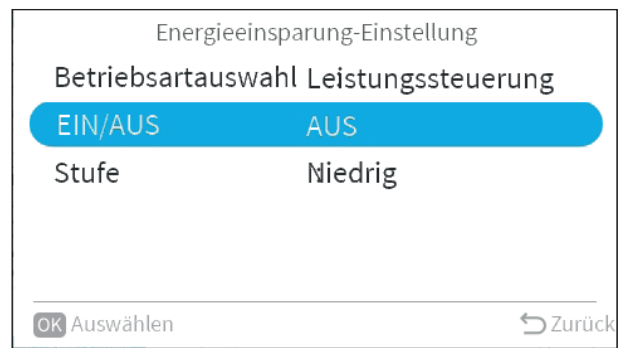 Energieeinsparung-Einstellung
Betriebsartauswahl Leistungssteuerung
EIN/AUS AUS
Stufe Niedrig
OK Auswählen Zurück